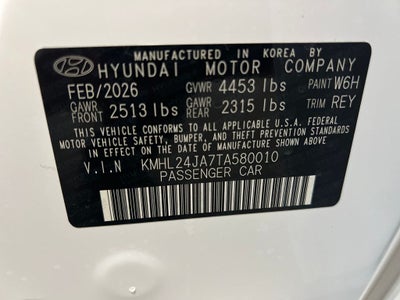 MANUFACTURED IN KOREA BY
HYUNDAI MOTOR COMPANY
FEB/2026 GVWR 4453 lbs PAINT W6H
GAWR FRONT 2513 lbs GAWR REAR 2315 lbs TRIM REY
THIS VEHICLE CONFORMS TO ALL APPLICABLE U.S.A. FEDERAL
MOTOR VEHICLE SAFETY, BUMPER, AND THEFT PREVENTION
STANDARDS IN EFFECT ON THE DATE OF MANUFACTURE SHOWN ABOVE.
V.I.N KMHL24JA7TA580010
PASSENGER CAR